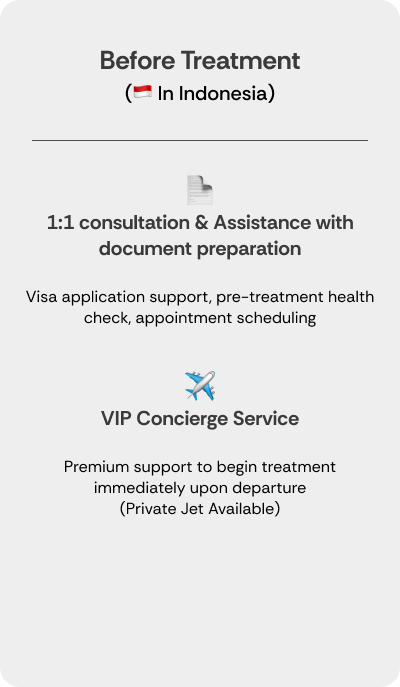 Before Treatment
(🇮🇩 In Indonesia)
1:1 consultation & Assistance with
document preparation
Visa application support, pre-treatment health
check, appointment scheduling
VIP Concierge Service
Premium support to begin treatment
immediately upon departure
(Private Jet Available)